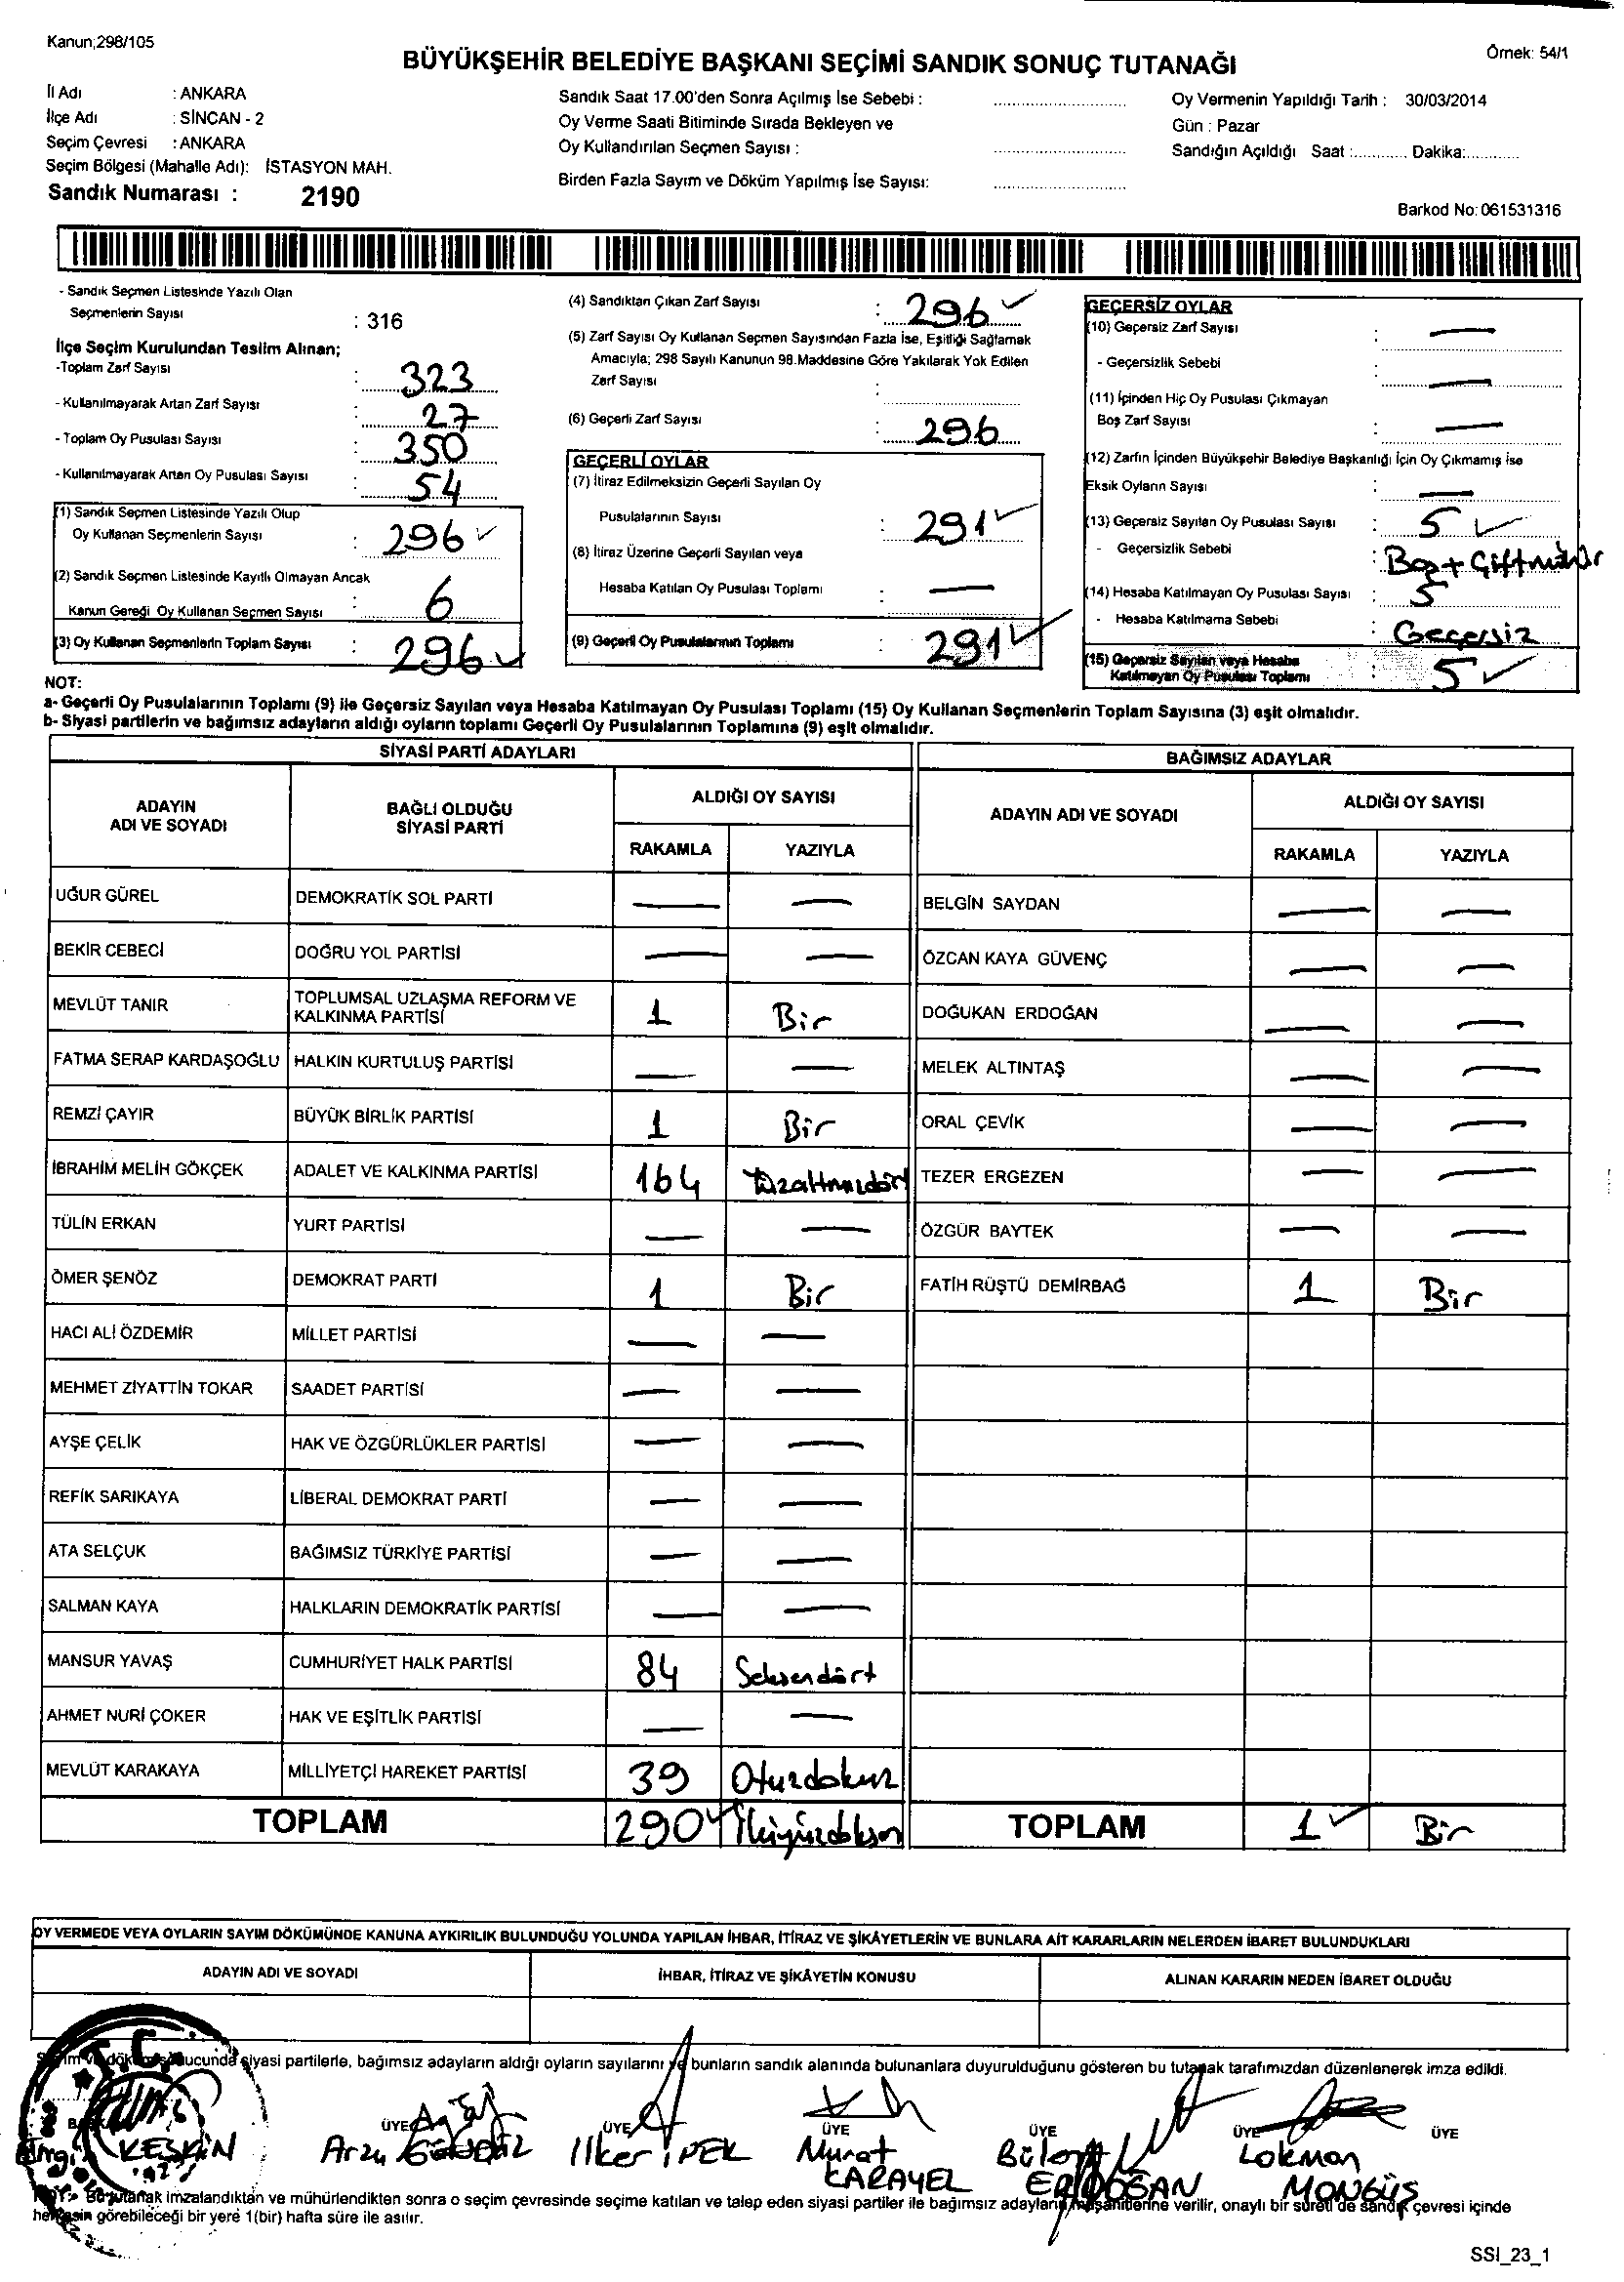 Kanun;298/105
Örnek: 54/1
BÜYÜKŞEHİR BELEDİYE BAŞKANI SEÇİMİ SANDIK SONUÇ TUTANAĞI
İl Adı : ANKARA
İlçe Adı : SİNCAN - 2
Seçim Çevresi : ANKARA
Seçim Bölgesi (Mahalle Adı): İSTASYON MAH.
Sandık Numarası : 2190
Sandık Saat 17.00'den Sonra Açılmış İse Sebebi :
Oy Verme Saati Bitiminde Sırada Bekleyen ve
Oy Kullandırılan Seçmen Sayısı :
Birden Fazla Sayım ve Döküm Yapılmış İse Sayısı:
Oy Vermenin Yapıldığı Tarih : 30/03/2014
Gün : Pazar
Sandığın Açıldığı Saat :............ Dakika:............
Barkod No: 061531316
- Sandık Seçmen Listesinde Yazılı Olan
Seçmenlerin Sayısı : 316
İlçe Seçim Kurulundan Teslim Alınan;
-Toplam Zarf Sayısı : 323
- Kullanılmayarak Artan Zarf Sayısı : 27
- Toplam Oy Pusulası Sayısı : 350
- Kullanılmayarak Artan Oy Pusulası Sayısı : 54
(1) Sandık Seçmen Listesinde Yazılı Olup
Oy Kullanan Seçmenlerin Sayısı : 296 ✓
(2) Sandık Seçmen Listesinde Kayıtlı Olmayan Ancak
Kanun Gereği Oy Kullanan Seçmen Sayısı : 6
(3) Oy Kullanan Seçmenlerin Toplam Sayısı : 296 ✓
(4) Sandıktan Çıkan Zarf Sayısı : 296 ✓
(5) Zarf Sayısı Oy Kullanan Seçmen Sayısından Fazla İse, Eşitliği Sağlamak
Amacıyla; 298 Sayılı Kanunun 98.Maddesine Göre Yakılarak Yok Edilen
Zarf Sayısı :
(6) Geçerli Zarf Sayısı : 296
GEÇERLİ OYLAR
(7) İtiraz Edilmeksizin Geçerli Sayılan Oy
Pusulalarının Sayısı : 291 ✓
(8) İtiraz Üzerine Geçerli Sayılan veya
Hesaba Katılan Oy Pusulası Toplamı : —
(9) Geçerli Oy Pusulalarının Toplamı : 291 ✓
GEÇERSİZ OYLAR
(10) Geçersiz Zarf Sayısı : —
- Geçersizlik Sebebi : —
(11) İçinden Hiç Oy Pusulası Çıkmayan
Boş Zarf Sayısı : —
(12) Zarfın İçinden Büyükşehir Belediye Başkanlığı İçin Oy Çıkmamış ise
Eksik Oyların Sayısı : —
(13) Geçersiz Sayılan Oy Pusulası Sayısı : 5 ✓
- Geçersizlik Sebebi : Boş + Çiftmühür
(14) Hesaba Katılmayan Oy Pusulası Sayısı : 5
- Hesaba Katılmama Sebebi : Geçersiz
(15) Geçersiz Sayılan veya Hesaba
Katılmayan Oy Pusulası Toplamı : 5 ✓
NOT:
a- Geçerli Oy Pusulalarının Toplamı (9) ile Geçersiz Sayılan veya Hesaba Katılmayan Oy Pusulası Toplamı (15) Oy Kullanan Seçmenlerin Toplam Sayısına (3) eşit olmalıdır.
b- Siyasi partilerin ve bağımsız adayların aldığı oyların toplamı Geçerli Oy Pusulalarının Toplamına (9) eşit olmalıdır.
SİYASİ PARTİ ADAYLARI
ADAYIN ADI VE SOYADI
BAĞLI OLDUĞU SİYASİ PARTİ
ALDIĞI OY SAYISI
RAKAMLA YAZIYLA
UĞUR GÜREL DEMOKRATİK SOL PARTİ — —
BEKİR CEBECİ DOĞRU YOL PARTİSİ — —
MEVLÜT TANIR TOPLUMSAL UZLAŞMA REFORM VE KALKINMA PARTİSİ 1 Bir
FATMA SERAP KARDAŞOĞLU HALKIN KURTULUŞ PARTİSİ — —
REMZİ ÇAYIR BÜYÜK BİRLİK PARTİSİ 1 Bir
İBRAHİM MELİH GÖKÇEK ADALET VE KALKINMA PARTİSİ 164 Yüzaltmışdört
TÜLİN ERKAN YURT PARTİSİ — —
ÖMER ŞENÖZ DEMOKRAT PARTİ 1 Bir
HACI ALİ ÖZDEMİR MİLLET PARTİSİ — —
MEHMET ZİYATTİN TOKAR SAADET PARTİSİ — —
AYŞE ÇELİK HAK VE ÖZGÜRLÜKLER PARTİSİ — —
REFİK SARIKAYA LİBERAL DEMOKRAT PARTİ — —
ATA SELÇUK BAĞIMSIZ TÜRKİYE PARTİSİ — —
SALMAN KAYA HALKLARIN DEMOKRATİK PARTİSİ — —
MANSUR YAVAŞ CUMHURİYET HALK PARTİSİ 84 Seksendört
AHMET NURİ ÇOKER HAK VE EŞİTLİK PARTİSİ — —
MEVLÜT KARAKAYA MİLLİYETÇİ HAREKET PARTİSİ 39 Otuzdokuz
TOPLAM 290 ✓ İkiyüzdoksan
BAĞIMSIZ ADAYLAR
ADAYIN ADI VE SOYADI
ALDIĞI OY SAYISI
RAKAMLA YAZIYLA
BELGİN SAYDAN — —
ÖZCAN KAYA GÜVENÇ — —
DOĞUKAN ERDOĞAN — —
MELEK ALTINTAŞ — —
ORAL ÇEVİK — —
TEZER ERGEZEN — —
ÖZGÜR BAYTEK — —
FATİH RÜŞTÜ DEMİRBAĞ 1 Bir
TOPLAM 1 ✓ Bir
OY VERMEDE VEYA OYLARIN SAYIM DÖKÜMÜNDE KANUNA AYKIRILIK BULUNDUĞU YOLUNDA YAPILAN İHBAR, İTİRAZ VE ŞİKÂYETLERİN VE BUNLARA AİT KARARLARIN NELERDEN İBARET BULUNDUKLARI
ADAYIN ADI VE SOYADI
İHBAR, İTİRAZ VE ŞİKÂYETİN KONUSU
ALINAN KARARIN NEDEN İBARET OLDUĞU
siyasi partilerle, bağımsız adayların aldığı oyların sayılarını ve bunların sandık alanında bulunanlara duyurulduğunu gösteren bu tutanak tarafımızdan düzenlenerek imza edildi.
T.C.
ÜYE ÜYE ÜYE ÜYE ÜYE ÜYE
KESKİN
Arzu
İlker İPEK
Murat KARAYEL
Bülent ERDOĞAN
Lokman MONGÜŞ
NOT:- Bu tutanak imzalandıktan ve mühürlendikten sonra o seçim çevresinde seçime katılan ve talep eden siyasi partiler ile bağımsız adayların müşahitlerine verilir, onaylı bir sureti de sandık çevresi içinde
herkesin görebileceği bir yere 1(bir) hafta süre ile asılır.
SSI_23_1